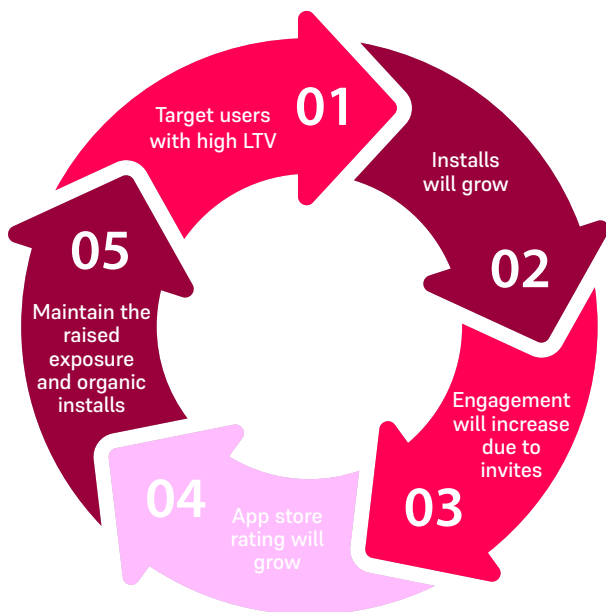 01
Target users
with high LTV
Installs
will grow
02
Engagement
will increase
due to
invites
03
04
App store
rating will
grow
05
Maintain the
raised
exposure
and organic
installs